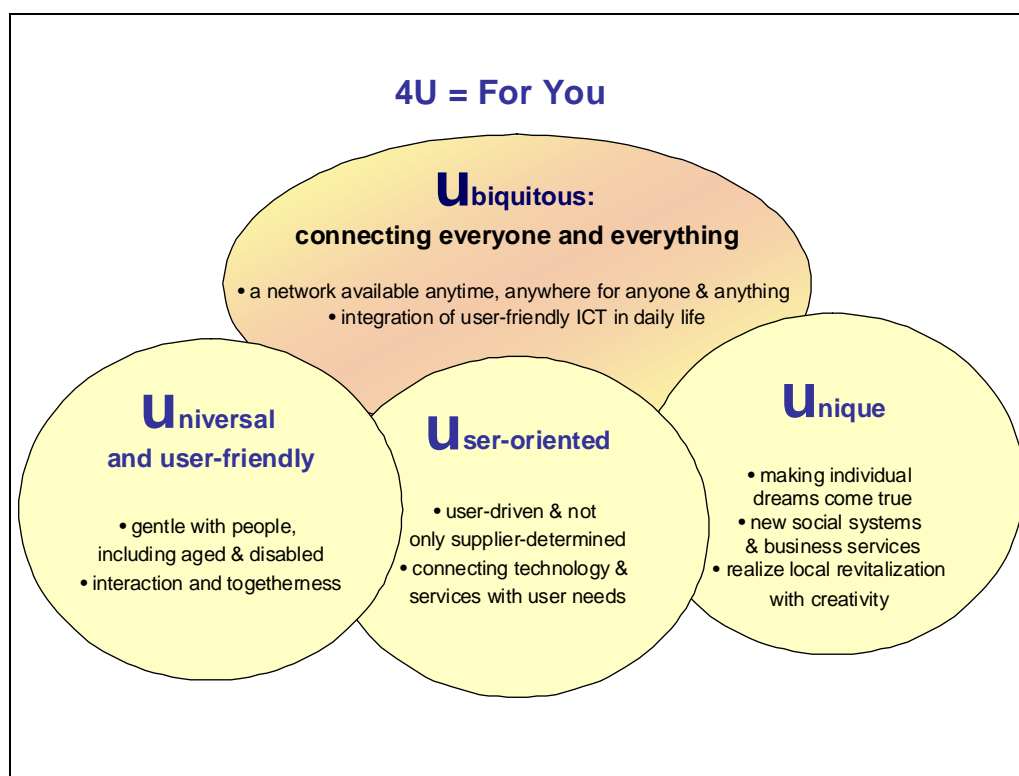 4U = For You
Ubiquitous:
connecting everyone and everything
• a network available anytime, anywhere for anyone & anything
• integration of user-friendly ICT in daily life
Universal
and user-friendly
• gentle with people,
including aged & disabled
• interaction and togetherness
User-oriented
• user-driven & not
only supplier-determined
• connecting technology &
services with user needs
Unique
• making individual
dreams come true
• new social systems
& business services
• realize local revitalization
with creativity